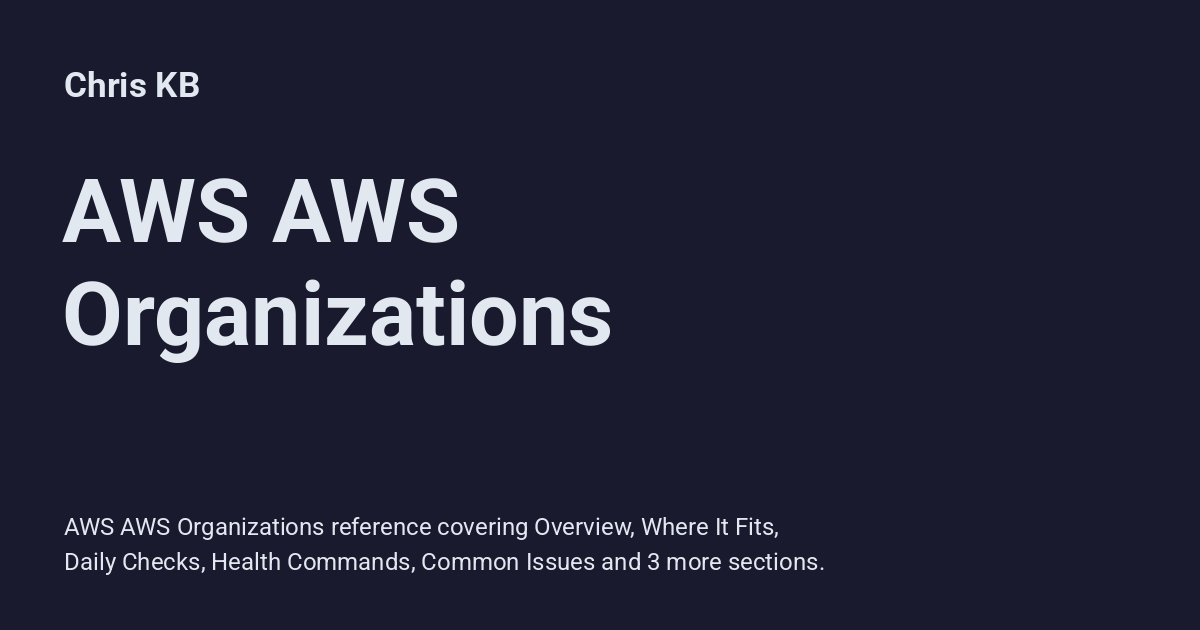 Chris KB
AWS AWS
Organizations
AWS AWS Organizations reference covering Overview, Where It Fits,
Daily Checks, Health Commands, Common Issues and 3 more sections.